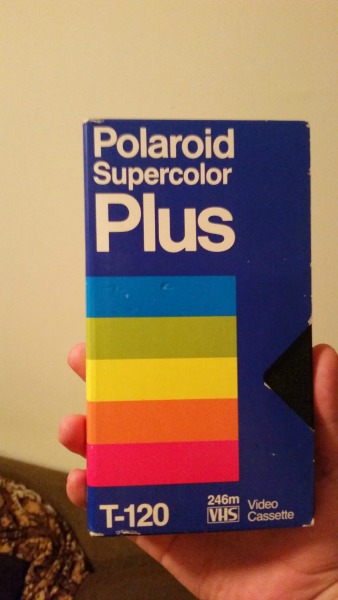 Polaroid
Supercolor
Plus
T-120
246m
VHS
Video
Cassette